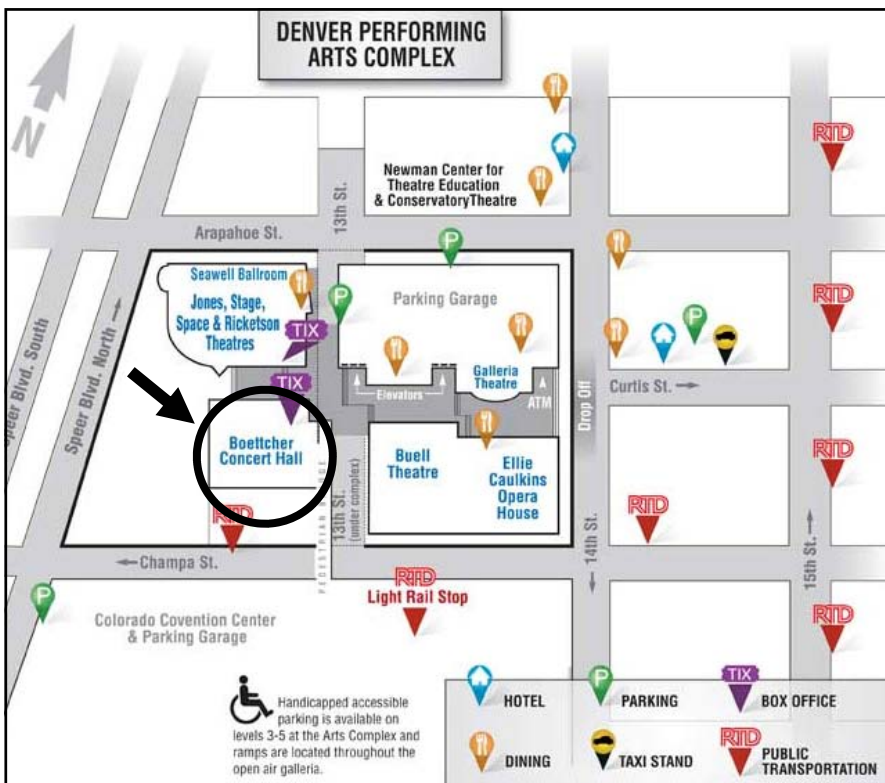 DENVER PERFORMING
ARTS COMPLEX
N
RTD
Newman Center for
Theatre Education
& ConservatoryTheatre
13th St.
Arapahoe St.
P
Seawell Ballroom
Jones, Stage,
Space & Ricketson
Theatres
TIX
P
Parking Garage
RTD
P
Speer Blvd. South
Speer Blvd. North
TIX
Elevators
Galleria
Theatre
ATM
Drop Off
Curtis St.
Boettcher
Concert Hall
Buell
Theatre
Ellie
Caulkins
Opera
House
RTD
PEDESTRIAN BRIDGE
13th St.
(under complex)
RTD
RTD
14th St.
15th St.
Champa St.
P
RTD
Light Rail Stop
RTD
Colorado Covention Center
& Parking Garage
Handicapped accessible
parking is available on
levels 3-5 at the Arts Complex and
ramps are located throughout the
open air galleria.
HOTEL
P
PARKING
TIX
BOX OFFICE
DINING
TAXI STAND
RTD
PUBLIC
TRANSPORTATION